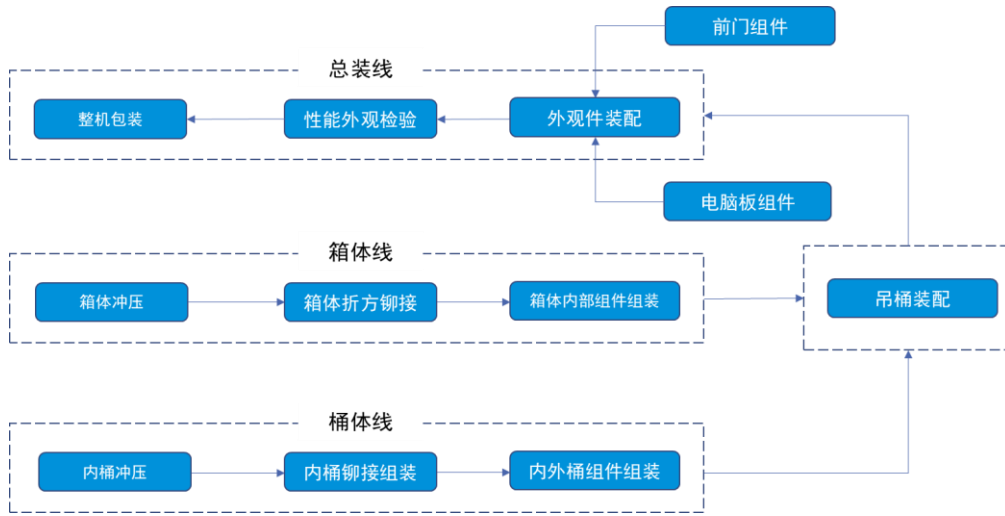 前门组件
总装线
整机包装
性能外观检验
外观件装配
电脑板组件
箱体线
箱体冲压
箱体折方铆接
箱体内部组件组装
吊桶装配
桶体线
内桶冲压
内桶铆接组装
内外桶组件组装